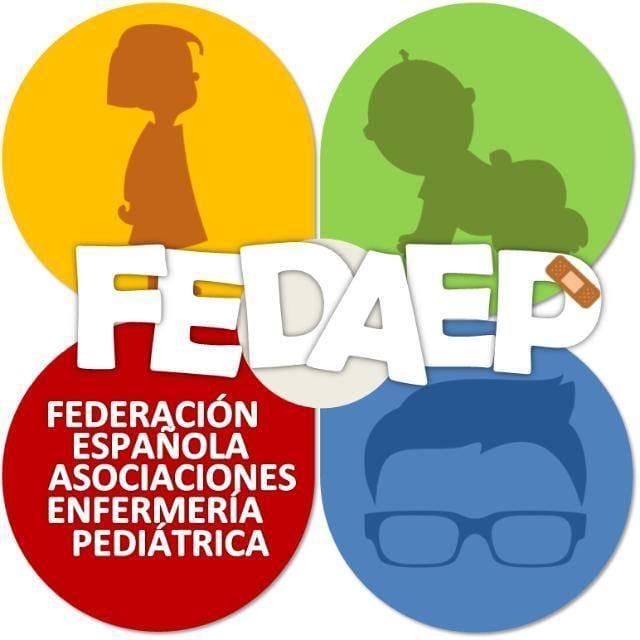 FEDAEP
FEDERACIÓN
ESPAÑOLA
ASOCIACIONES
ENFERMERÍA
PEDIÁTRICA